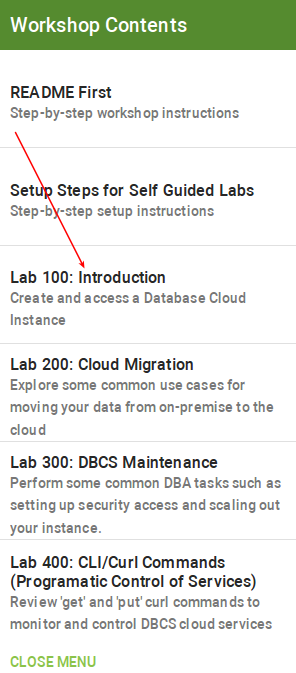 Workshop Contents
README First
Step-by-step workshop instructions
Setup Steps for Self Guided Labs
Step-by-step setup instructions
Lab 100: Introduction
Create and access a Database Cloud
Instance
Lab 200: Cloud Migration
Explore some common use cases for
moving your data from on-premise to the
cloud
Lab 300: DBCS Maintenance
Perform some common DBA tasks such as
setting up security access and scaling out
your instance.
Lab 400: CLI/Curl Commands
(Programatic Control of Services)
Review 'get' and 'put' curl commands to
monitor and control DBCS cloud services
CLOSE MENU